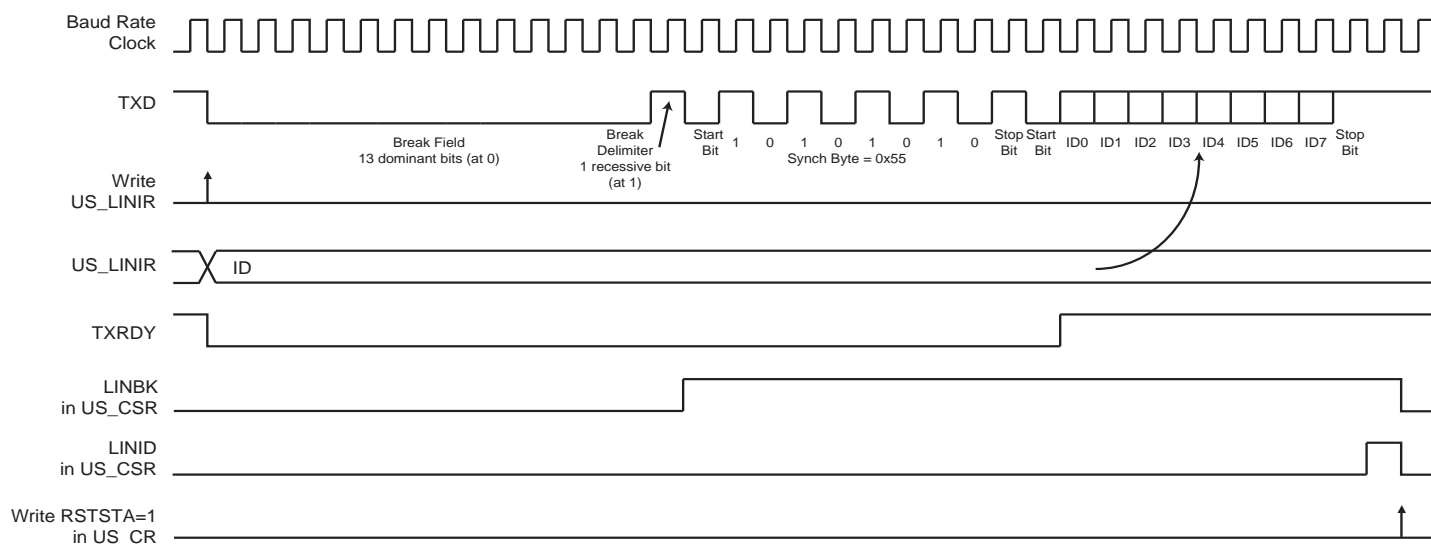 Baud Rate
Clock
TXD
Break Field
13 dominant bits (at 0)
Break
Delimiter
1 recessive bit
(at 1)
Start
Bit
1 0 1 0 1 0 1 0
Synch Byte = 0x55
Stop
Bit
Start
Bit
ID0 ID1 ID2 ID3 ID4 ID5 ID6 ID7
Stop
Bit
Write
US_LINIR
US_LINIR
ID
TXRDY
LINBK
in US_CSR
LINID
in US_CSR
Write RSTSTA=1
in US_CR